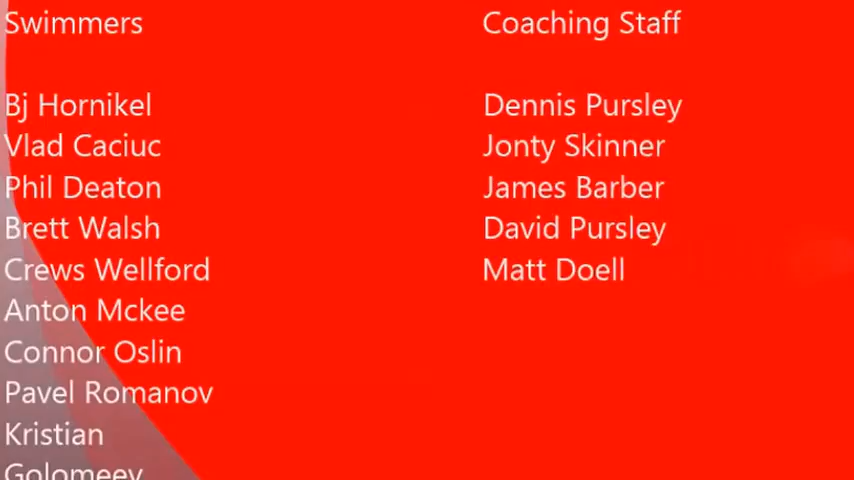 Swimmers
Coaching Staff
Bj Hornikel
Dennis Pursley
Vlad Caciuc
Jonty Skinner
Phil Deaton
James Barber
Brett Walsh
David Pursley
Crews Wellford
Matt Doell
Anton Mckee
Connor Oslin
Pavel Romanov
Kristian
Golomeev